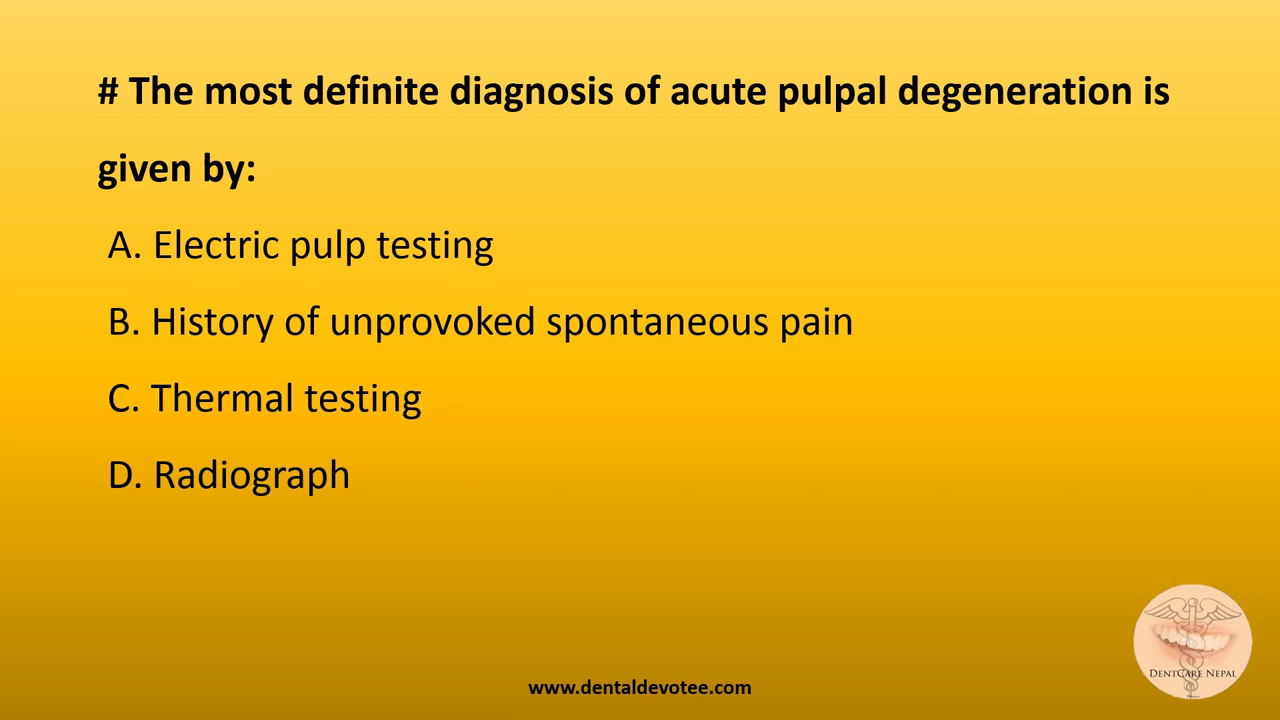 # The most definite diagnosis of acute pulpal degeneration is
given by:
A. Electric pulp testing
B. History of unprovoked spontaneous pain
C. Thermal testing
D. Radiograph
DENTCARE NEPAL
www.dentaldevotee.com